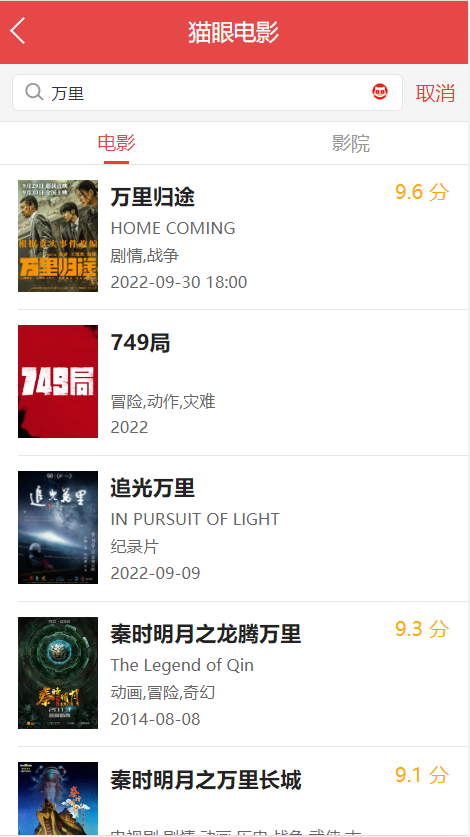 猫眼电影
万里
取消
电影
影院
9月29日 超前点映
9月30日 全国上映
根据真实事件改编
万里归途
万里归途
9.6 分
HOME COMING
剧情,战争
2022-09-30 18:00
749局
749局
冒险,动作,灾难
2022
追光万里
追光万里
IN PURSUIT OF LIGHT
纪录片
2022-09-09
秦时明月
秦时明月之龙腾万里
9.3 分
The Legend of Qin
动画,冒险,奇幻
2014-08-08
秦时明月之万里长城
9.1 分